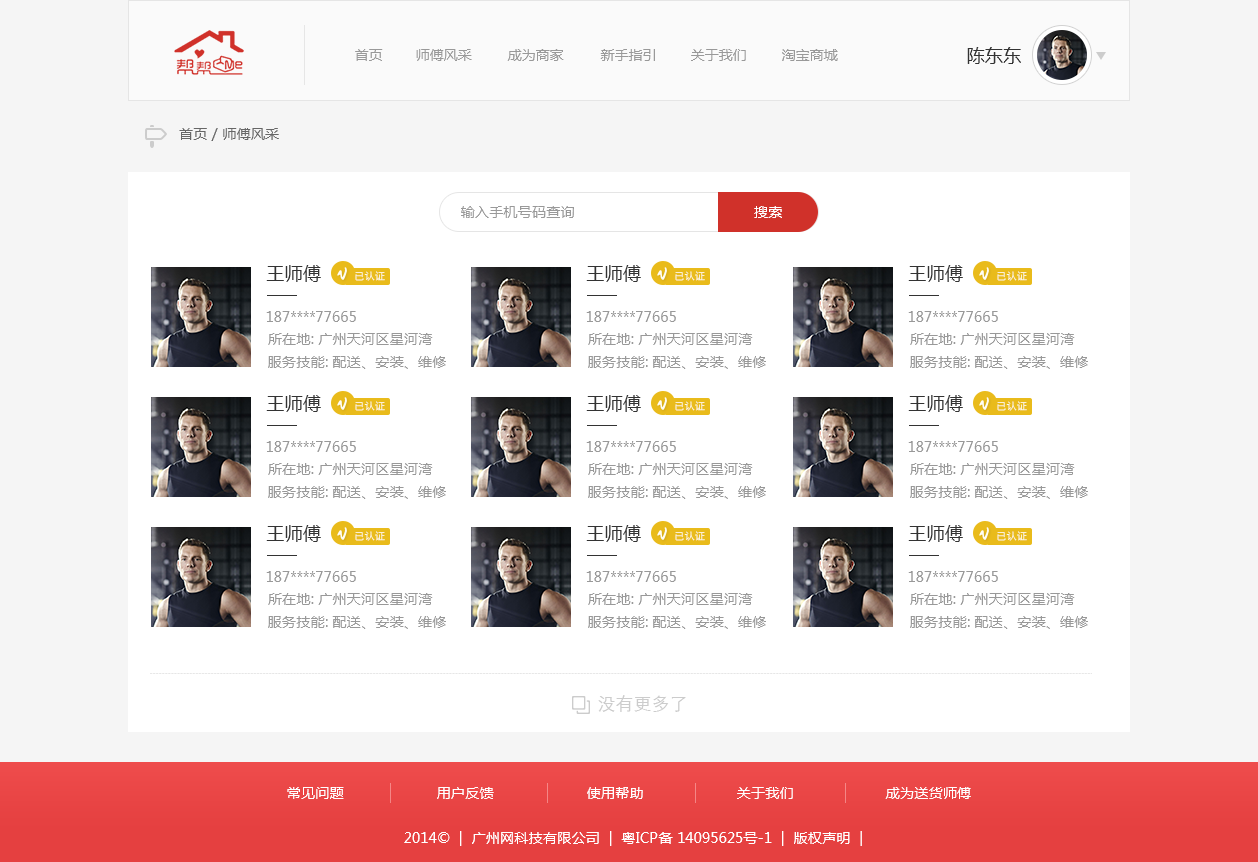 帮帮Me
首页 师傅风采 成为商家 新手指引 关于我们 淘宝商城 陈东东
首页 / 师傅风采
输入手机号码查询 搜索
王师傅 已认证 王师傅 已认证 王师傅 已认证
187****77665 187****77665 187****77665
所在地: 广州天河区星河湾 所在地: 广州天河区星河湾 所在地: 广州天河区星河湾
服务技能: 配送、安装、维修 服务技能: 配送、安装、维修 服务技能: 配送、安装、维修
王师傅 已认证 王师傅 已认证 王师傅 已认证
187****77665 187****77665 187****77665
所在地: 广州天河区星河湾 所在地: 广州天河区星河湾 所在地: 广州天河区星河湾
服务技能: 配送、安装、维修 服务技能: 配送、安装、维修 服务技能: 配送、安装、维修
王师傅 已认证 王师傅 已认证 王师傅 已认证
187****77665 187****77665 187****77665
所在地: 广州天河区星河湾 所在地: 广州天河区星河湾 所在地: 广州天河区星河湾
服务技能: 配送、安装、维修 服务技能: 配送、安装、维修 服务技能: 配送、安装、维修
没有更多了
常见问题 用户反馈 使用帮助 关于我们 成为送货师傅
2014© | 广州网科技有限公司 | 粤ICP备 14095625号-1 | 版权声明 |